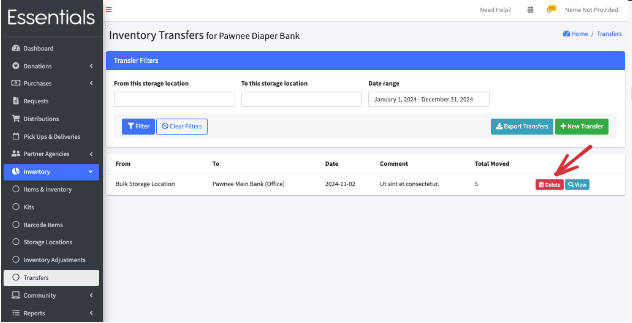 Essentials
Need Help?
Name Not Provided
Dashboard
Donations
Purchases
Requests
Distributions
Pick Ups & Deliveries
Partner Agencies
Inventory
Items & Inventory
Kits
Barcode Items
Storage Locations
Inventory Adjustments
Transfers
Community
Reports
Inventory Transfers for Pawnee Diaper Bank
Home / Transfers
Transfer Filters
From this storage location To this storage location Date range
January 1, 2024 - December 31, 2024
Filter Clear Filters Export Transfers New Transfer
From To Date Comment Total Moved
Bulk Storage Location Pawnee Main Bank (Office) 2024-11-02 Ut sint et consectetur. 5 Delete View